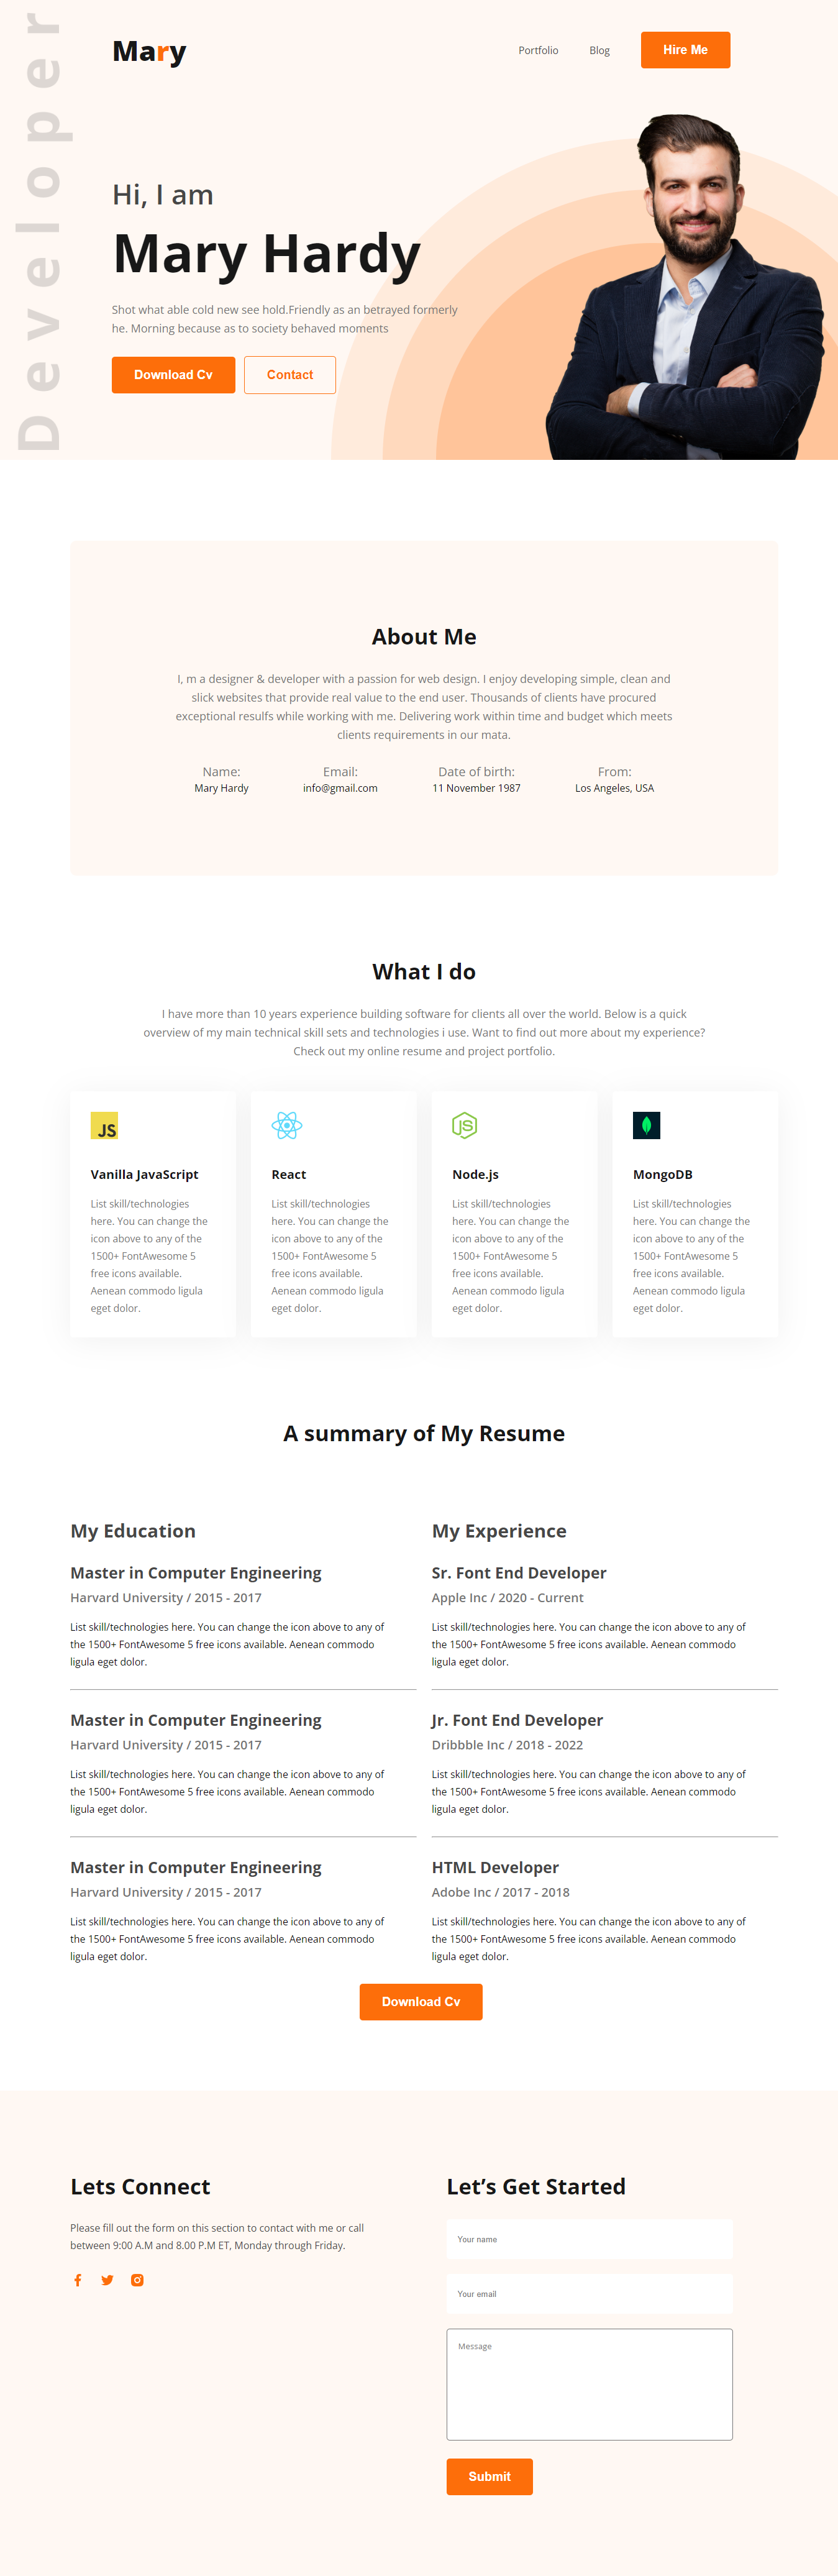 Developer
Mary
Portfolio
Blog
Hire Me
Hi, I am
Mary Hardy
Shot what able cold new see hold.Friendly as an betrayed formerly
he. Morning because as to society behaved moments
Download Cv
Contact
About Me
I, m a designer & developer with a passion for web design. I enjoy developing simple, clean and
slick websites that provide real value to the end user. Thousands of clients have procured
exceptional resulfs while working with me. Delivering work within time and budget which meets
clients requirements in our mata.
Name:
Mary Hardy
Email:
info@gmail.com
Date of birth:
11 November 1987
From:
Los Angeles, USA
What I do
I have more than 10 years experience building software for clients all over the world. Below is a quick
overview of my main technical skill sets and technologies i use. Want to find out more about my experience?
Check out my online resume and project portfolio.
JS
Vanilla JavaScript
List skill/technologies
here. You can change the
icon above to any of the
1500+ FontAwesome 5
free icons available.
Aenean commodo ligula
eget dolor.
React
List skill/technologies
here. You can change the
icon above to any of the
1500+ FontAwesome 5
free icons available.
Aenean commodo ligula
eget dolor.
JS
Node.js
List skill/technologies
here. You can change the
icon above to any of the
1500+ FontAwesome 5
free icons available.
Aenean commodo ligula
eget dolor.
MongoDB
List skill/technologies
here. You can change the
icon above to any of the
1500+ FontAwesome 5
free icons available.
Aenean commodo ligula
eget dolor.
A summary of My Resume
My Education
Master in Computer Engineering
Harvard University / 2015 - 2017
List skill/technologies here. You can change the icon above to any of
the 1500+ FontAwesome 5 free icons available. Aenean commodo
ligula eget dolor.
Master in Computer Engineering
Harvard University / 2015 - 2017
List skill/technologies here. You can change the icon above to any of
the 1500+ FontAwesome 5 free icons available. Aenean commodo
ligula eget dolor.
Master in Computer Engineering
Harvard University / 2015 - 2017
List skill/technologies here. You can change the icon above to any of
the 1500+ FontAwesome 5 free icons available. Aenean commodo
ligula eget dolor.
My Experience
Sr. Font End Developer
Apple Inc / 2020 - Current
List skill/technologies here. You can change the icon above to any of
the 1500+ FontAwesome 5 free icons available. Aenean commodo
ligula eget dolor.
Jr. Font End Developer
Dribbble Inc / 2018 - 2022
List skill/technologies here. You can change the icon above to any of
the 1500+ FontAwesome 5 free icons available. Aenean commodo
ligula eget dolor.
HTML Developer
Adobe Inc / 2017 - 2018
List skill/technologies here. You can change the icon above to any of
the 1500+ FontAwesome 5 free icons available. Aenean commodo
ligula eget dolor.
Download Cv
Lets Connect
Please fill out the form on this section to contact with me or call
between 9:00 A.M and 8.00 P.M ET, Monday through Friday.
Let’s Get Started
Your name
Your email
Message
Submit